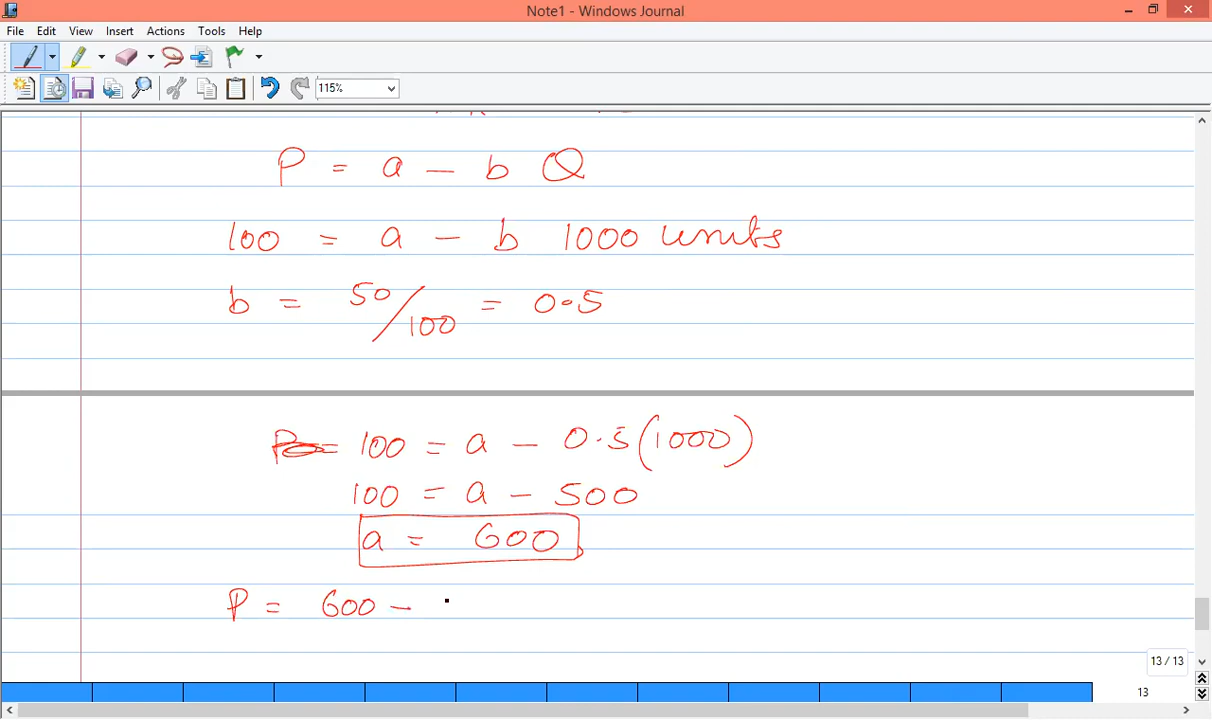 Note1 - Windows Journal
File Edit View Insert Actions Tools Help
115%
P = a - b Q
100 = a - b 1000 units
b = 50/100 = 0.5
100 = a - 0.5(1000)
100 = a - 500
a = 600
P = 600 -
13 / 13
13